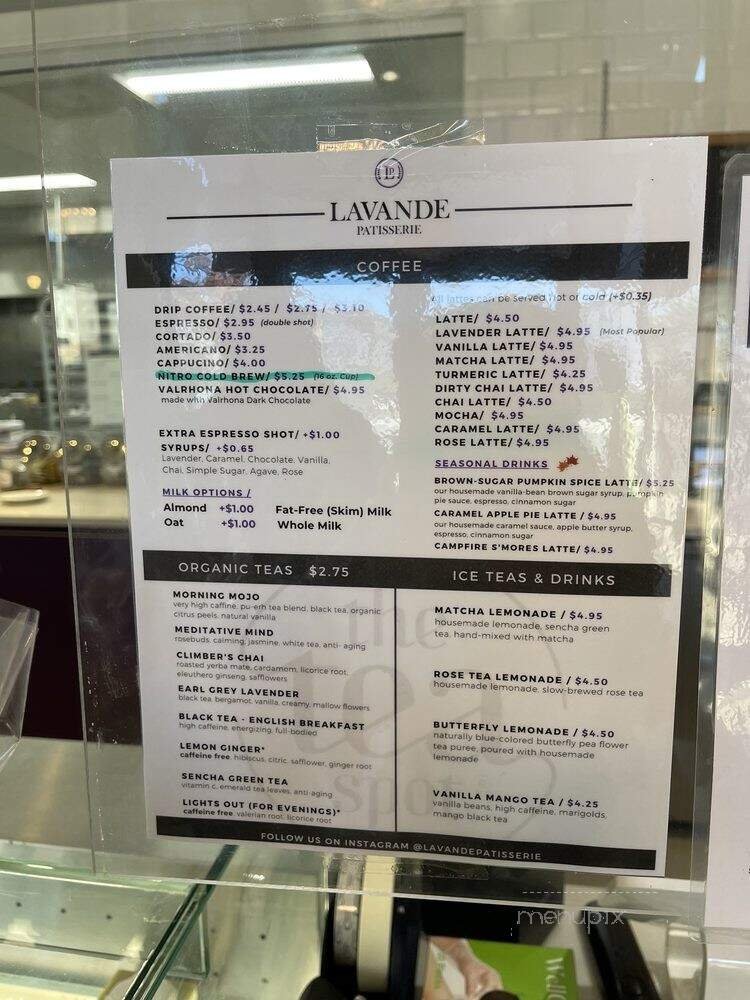 LP
LAVANDE
PATISSERIE
COFFEE
DRIP COFFEE/ $2.45 / $2.75 / $3.10
ESPRESSO/ $2.95 (double shot)
CORTADO/ $3.50
AMERICANO/ $3.25
CAPPUCINO/ $4.00
NITRO COLD BREW/ $5.25 (16 oz. Cup)
VALRHONA HOT CHOCOLATE/ $4.95
made with Valrhona Dark Chocolate
EXTRA ESPRESSO SHOT/ +$1.00
SYRUPS/ +$0.65
Lavender, Caramel, Chocolate, Vanilla,
Chai, Simple Sugar, Agave, Rose
MILK OPTIONS /
Almond +$1.00 Fat-Free (Skim) Milk
Oat +$1.00 Whole Milk
All lattes can be served hot or cold (+$0.35)
LATTE/ $4.50
LAVENDER LATTE/ $4.95 (Most Popular)
VANILLA LATTE/ $4.95
MATCHA LATTE/ $4.95
TURMERIC LATTE/ $4.25
DIRTY CHAI LATTE/ $4.95
CHAI LATTE/ $4.50
MOCHA/ $4.95
CARAMEL LATTE/ $4.95
ROSE LATTE/ $4.95
SEASONAL DRINKS
BROWN-SUGAR PUMPKIN SPICE LATTE/ $5.25
our housemade vanilla-bean brown sugar syrup, pumpkin
pie sauce, espresso, cinnamon sugar
CARAMEL APPLE PIE LATTE / $4.95
our housemade caramel sauce, apple butter syrup,
espresso, cinnamon sugar
CAMPFIRE S'MORES LATTE/ $4.95
ORGANIC TEAS $2.75
MORNING MOJO
very high caffine, pu-erh tea blend, black tea, organic
citrus peels, natural vanilla
MEDITATIVE MIND
rosebuds, calming, jasmine, white tea, anti- aging
CLIMBER'S CHAI
roasted yerba mate, cardamom, licorice root,
eleuthero ginseng, safflowers
EARL GREY LAVENDER
black tea, bergamot, vanilla, creamy, mallow flowers
BLACK TEA - ENGLISH BREAKFAST
high caffeine, energizing, full-bodied
LEMON GINGER*
caffeine free, hibiscus, citric, safflower, ginger root
SENCHA GREEN TEA
vitamin c, emerald tea leaves, anti-aging
LIGHTS OUT (FOR EVENINGS)*
caffeine free, valerian root, licorice root
ICE TEAS & DRINKS
MATCHA LEMONADE / $4.95
housemade lemonade, sencha green
tea, hand-mixed with matcha
ROSE TEA LEMONADE / $4.50
housemade lemonade, slow-brewed rose tea
BUTTERFLY LEMONADE / $4.50
naturally blue-colored butterfly pea flower
tea puree, poured with housemade
lemonade
VANILLA MANGO TEA / $4.25
vanilla beans, high caffeine, marigolds,
mango black tea
the
tea
spot
FOLLOW US ON INSTAGRAM @LAVANDEPATISSERIE
menupix